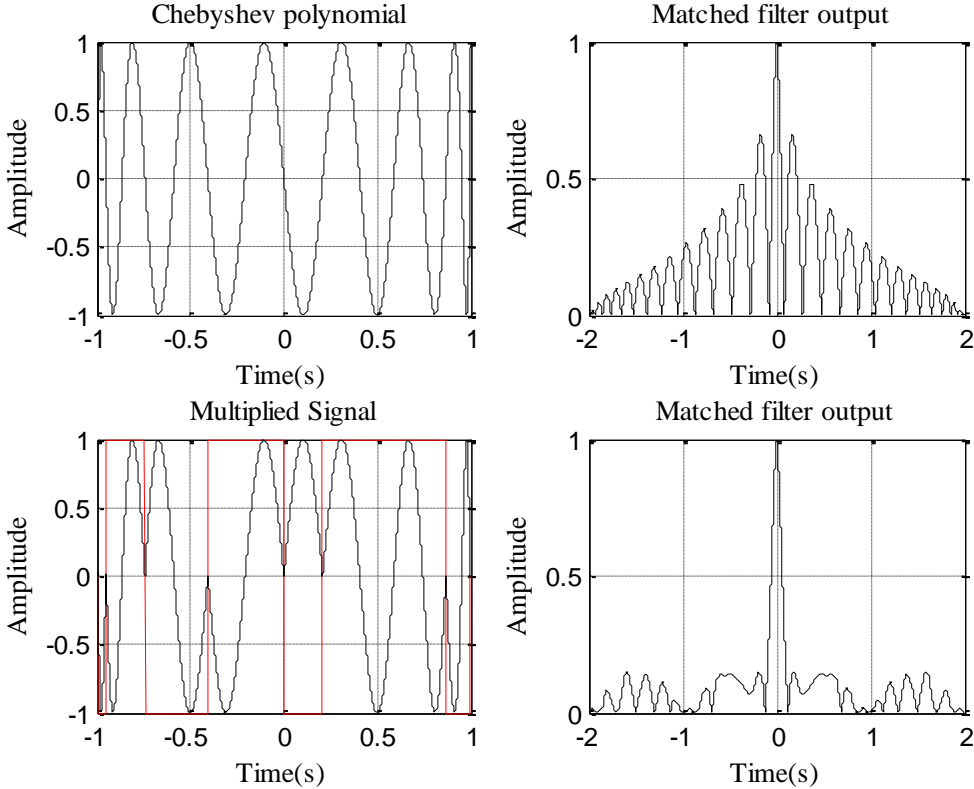 Chebyshev polynomial
Amplitude
1
0.5
0
-0.5
-1
-1 -0.5 0 0.5 1
Time(s)
Matched filter output
Amplitude
1
0.5
0
-2 -1 0 1 2
Time(s)
Multiplied Signal
Amplitude
1
0.5
0
-0.5
-1
-1 -0.5 0 0.5 1
Time(s)
Matched filter output
Amplitude
1
0.5
0
-2 -1 0 1 2
Time(s)